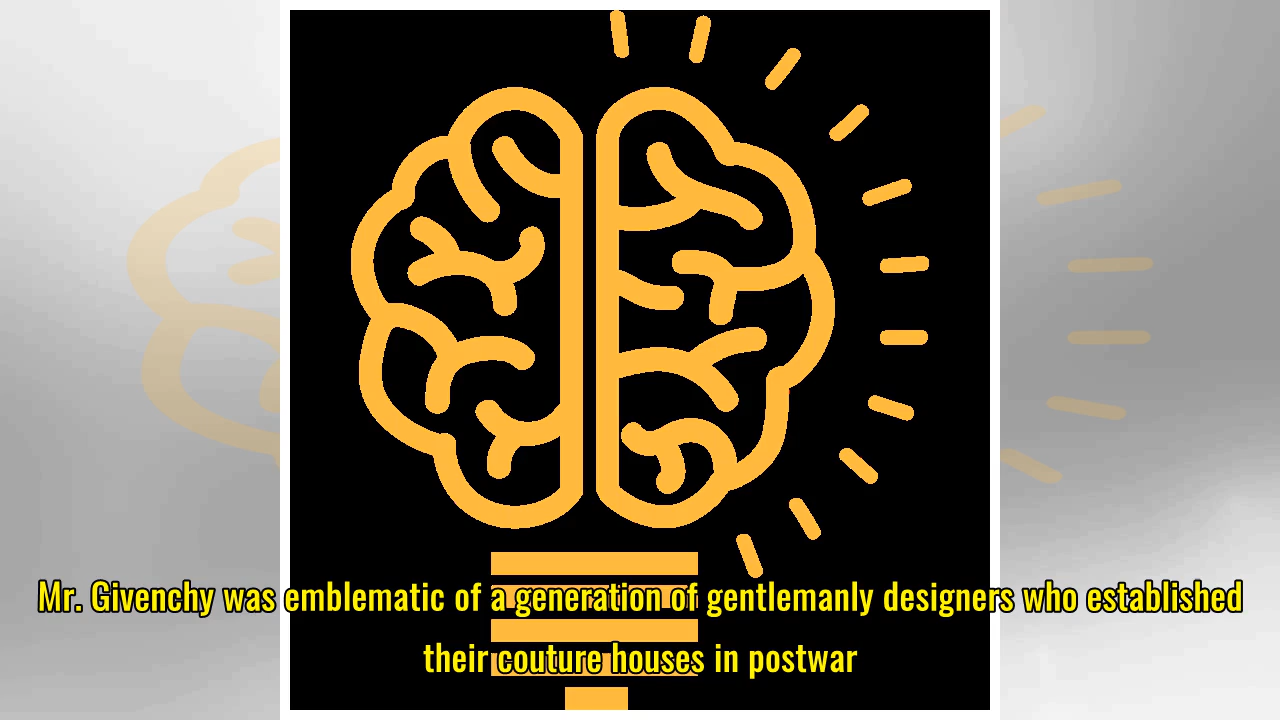 Mr. Givenchy was emblematic of a generation of gentlemanly designers who established
their couture houses in postwar